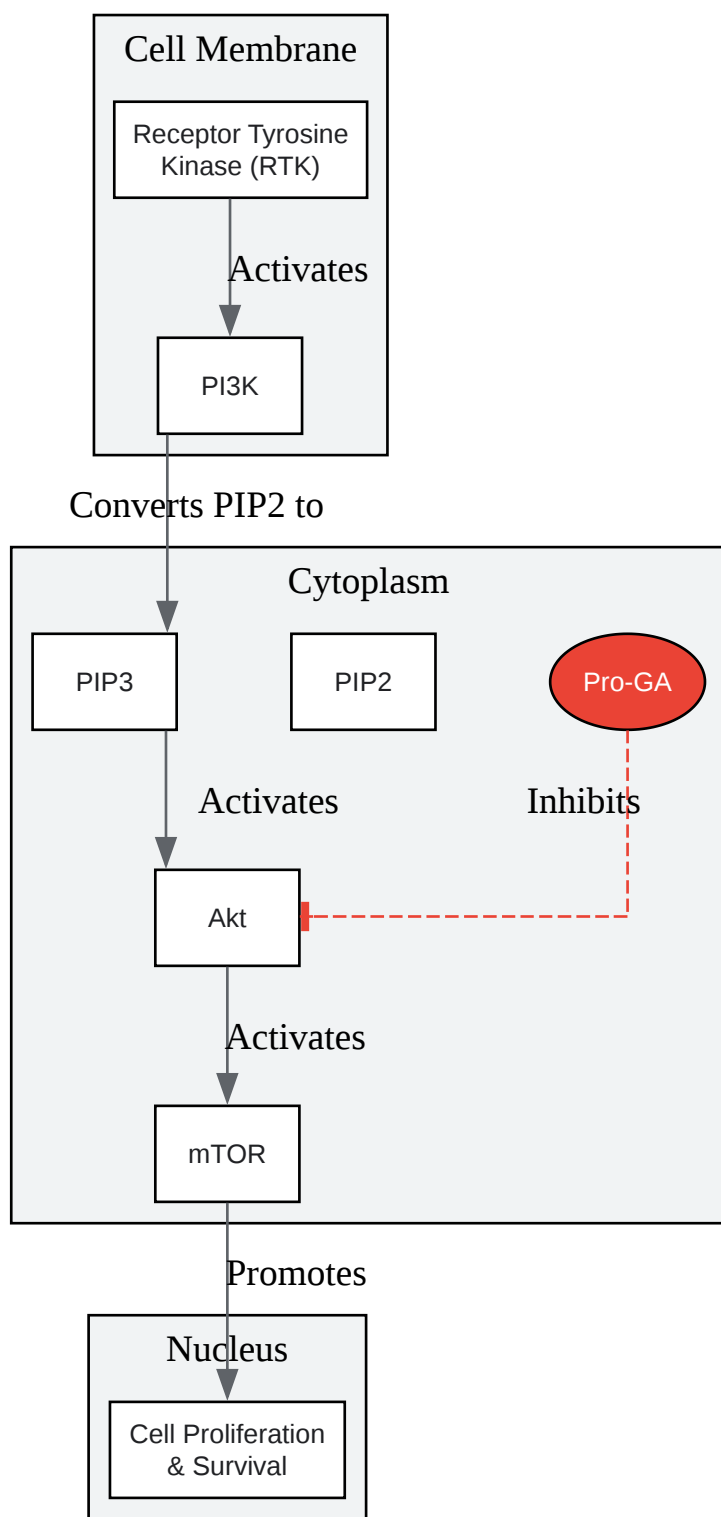 Cell Membrane
Receptor Tyrosine
Kinase (RTK)
Activates
PI3K
Converts PIP2 to
Cytoplasm
PIP3
PIP2
Pro-GA
Activates
Inhibits
Akt
Activates
mTOR
Promotes
Nucleus
Cell Proliferation
& Survival